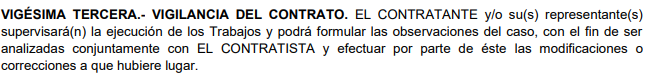 VIGÉSIMA TERCERA.- VIGILANCIA DEL CONTRATO. EL CONTRATANTE y/o su(s) representante(s)
supervisará(n) la ejecución de los Trabajos y podrá formular las observaciones del caso, con el fin de ser
analizadas conjuntamente con EL CONTRATISTA y efectuar por parte de éste las modificaciones o
correcciones a que hubiere lugar.